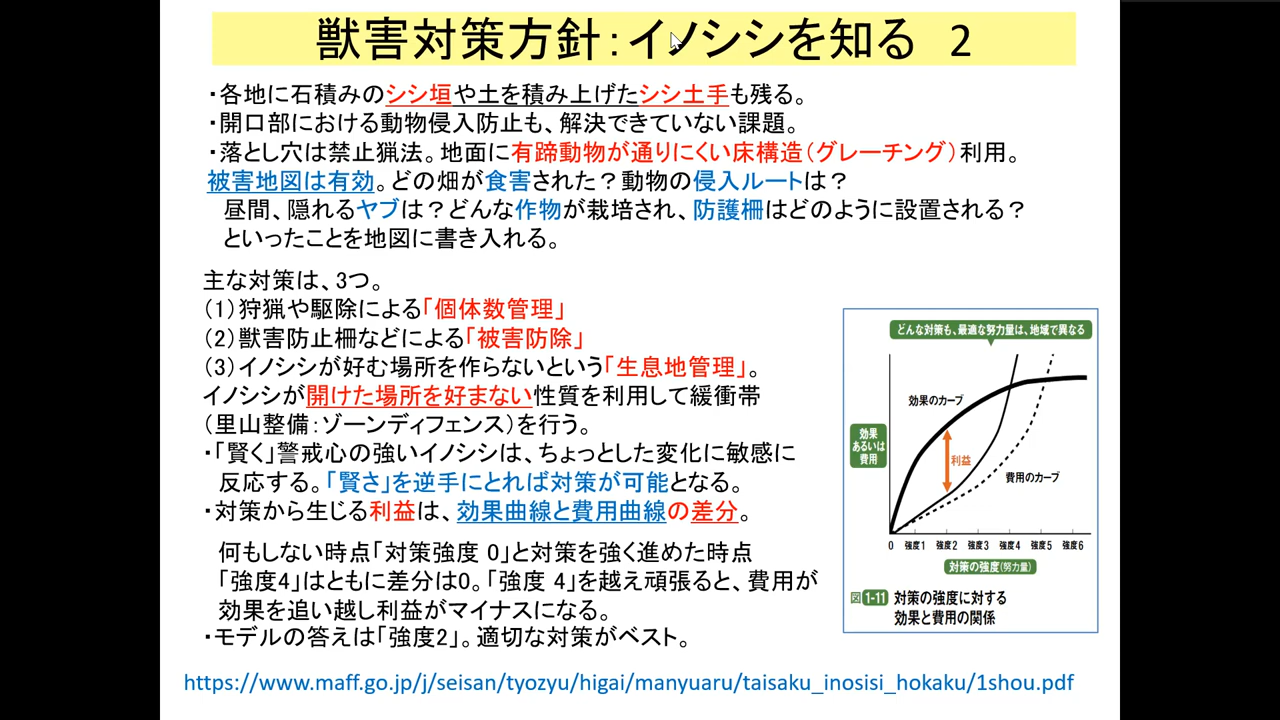 獣害対策方針：イノシシを知る　2
・各地に石積みのシシ垣や土を積み上げたシシ土手も残る。
・開口部における動物侵入防止も、解決できていない課題。
・落とし穴は禁止猟法。地面に有蹄動物が通りにくい床構造（グレーチング）利用。
被害地図は有効。どの畑が食害された？動物の侵入ルートは？
昼間、隠れるヤブは？どんな作物が栽培され、防護柵はどのように設置される？
といったことを地図に書き入れる。
主な対策は、3つ。
（1）狩猟や駆除による「個体数管理」
（2）獣害防止柵などによる「被害防除」
（3）イノシシが好む場所を作らないという「生息地管理」。
イノシシが開けた場所を好まない性質を利用して緩衝帯
（里山整備：ゾーンディフェンス）を行う。
・「賢く」警戒心の強いイノシシは、ちょっとした変化に敏感に
反応する。「賢さ」を逆手にとれば対策が可能となる。
・対策から生じる利益は、効果曲線と費用曲線の差分。
何もしない時点「対策強度 0」と対策を強く進めた時点
「強度4」はともに差分は0。「強度 4」を越え頑張ると、費用が
効果を追い越し利益がマイナスになる。
・モデルの答えは「強度2」。適切な対策がベスト。
どんな対策も、最適な努力量は、地域で異なる
効果のカーブ
効果
あるいは
費用
利益
費用のカーブ
0 強度1 強度2 強度3 強度4 強度5 強度6
対策の強度(努力量)
図1-11 対策の強度に対する
効果と費用の関係
https://www.maff.go.jp/j/seisan/tyozyu/higai/manyuaru/taisaku_inosisi_hokaku/1shou.pdf